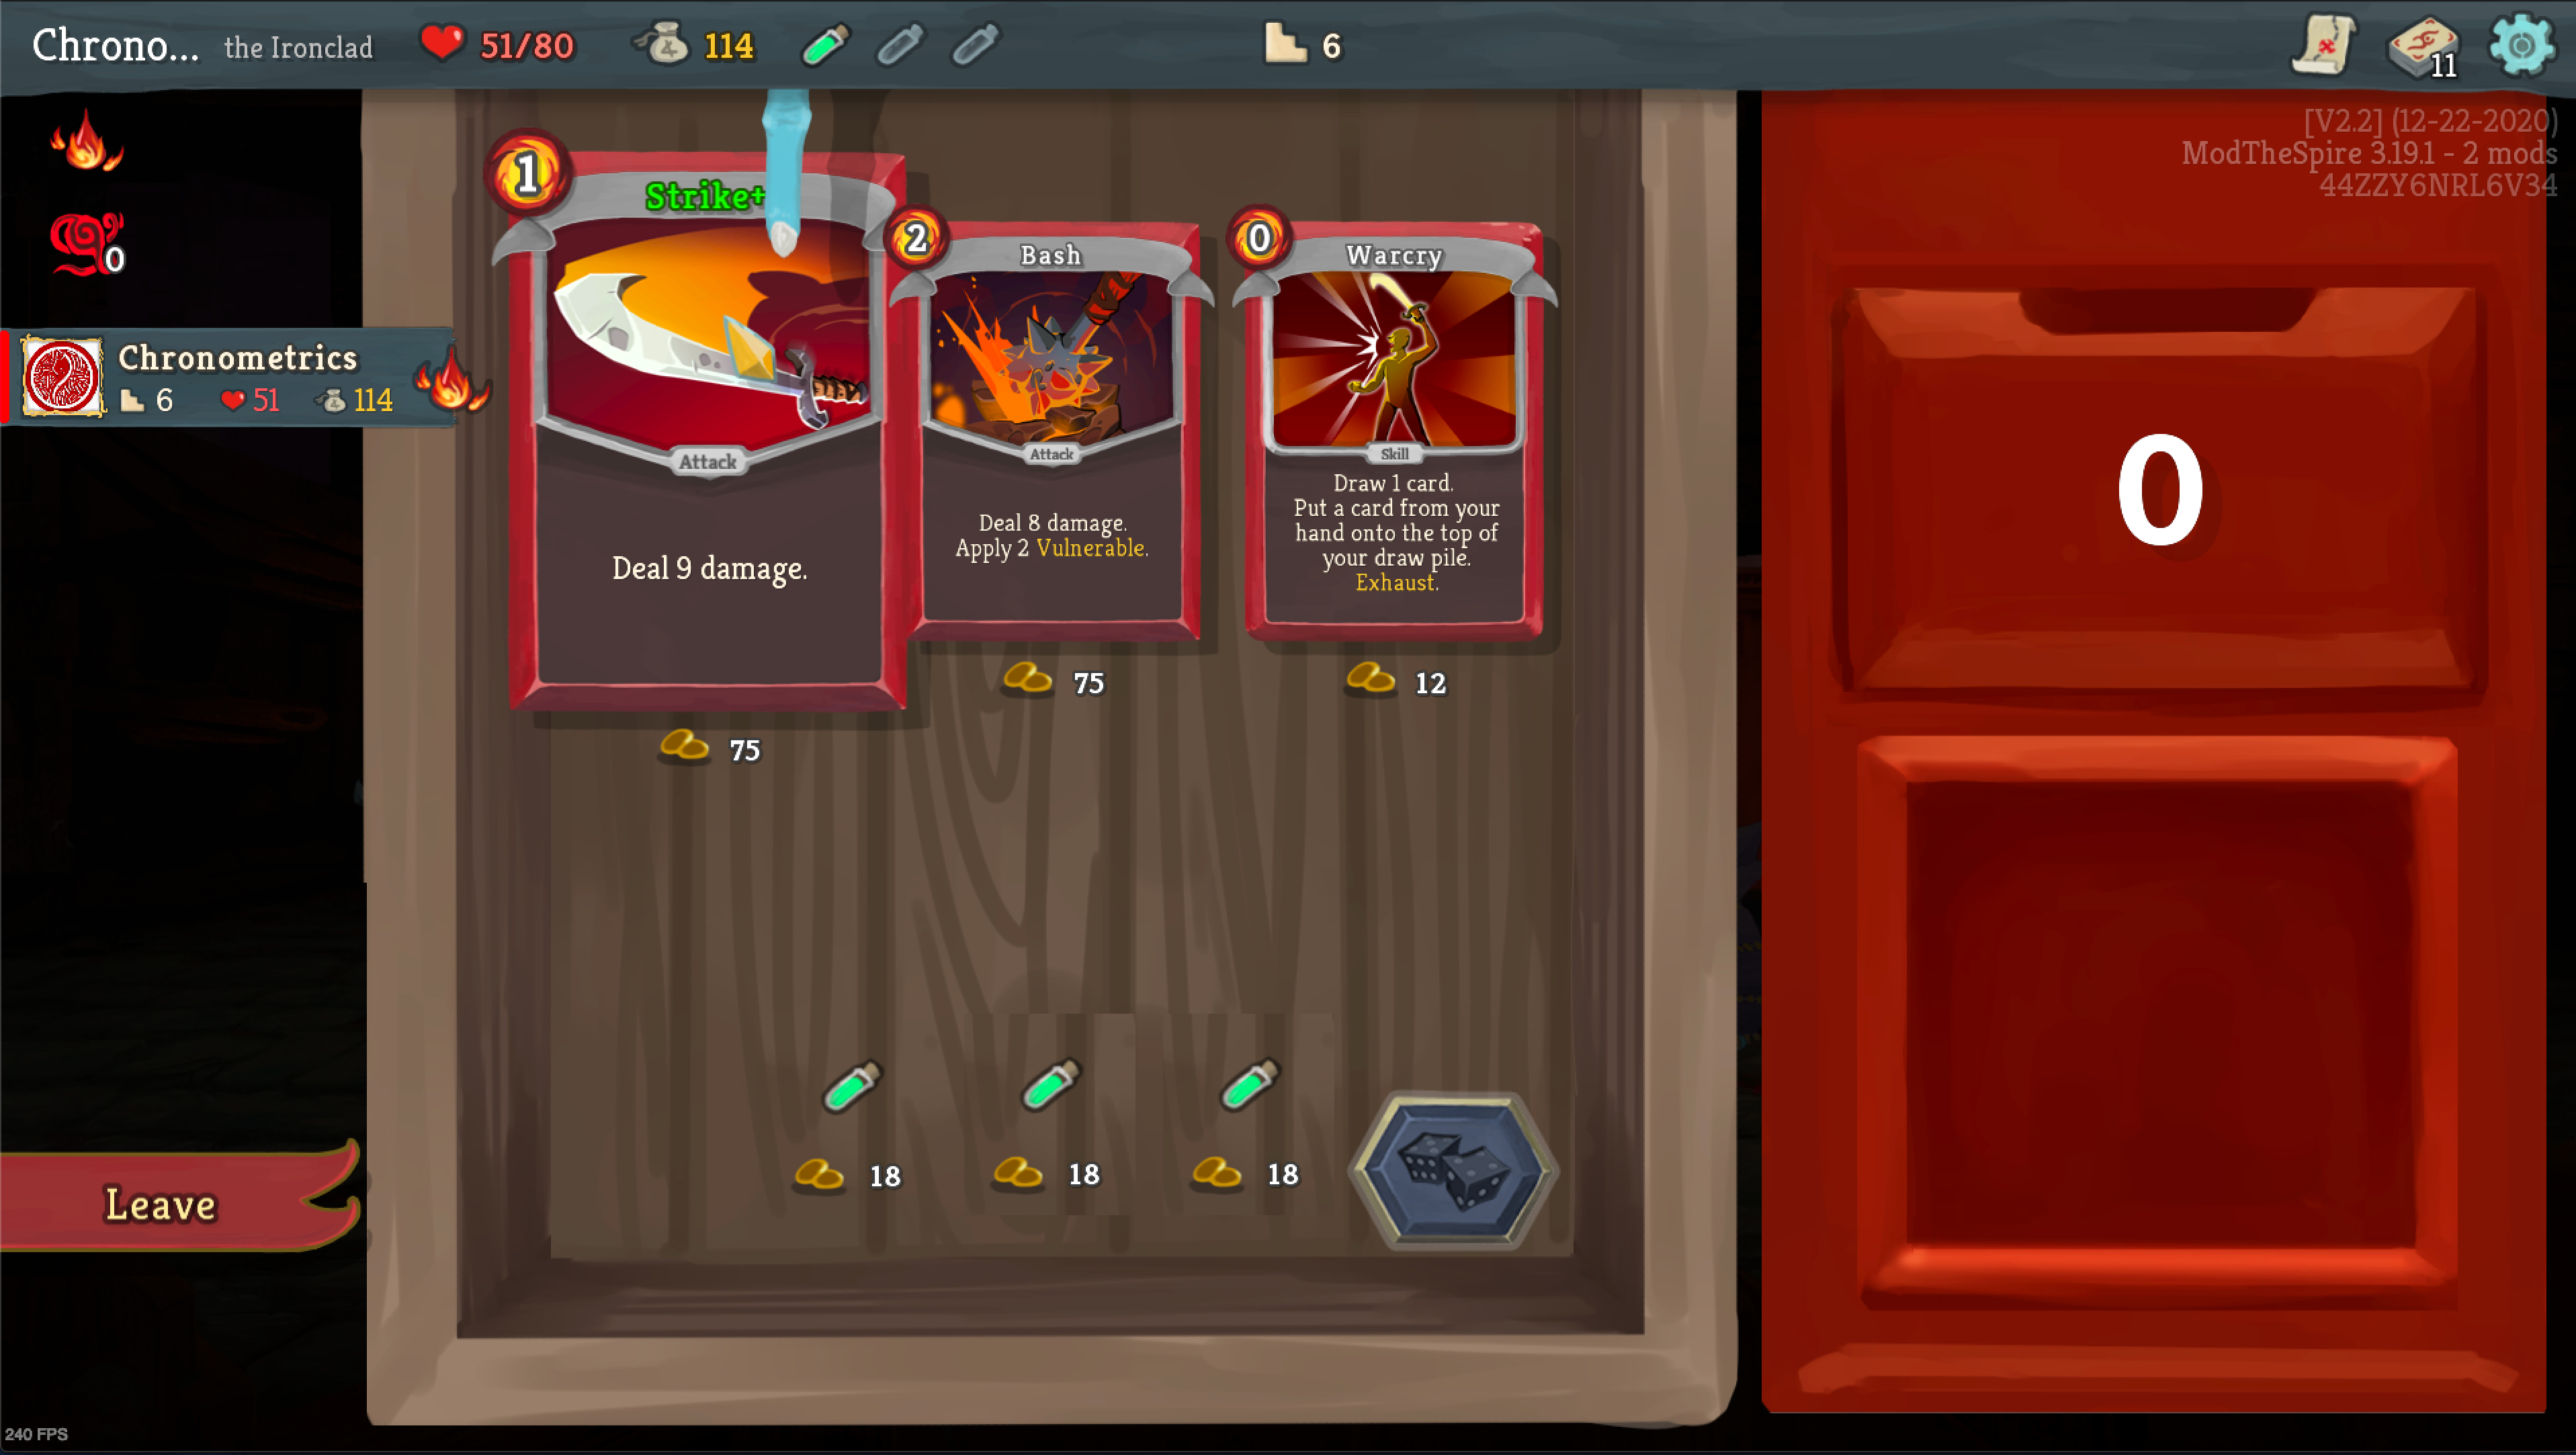 Chrono... the Ironclad 51/80 114 6 11
[V2.2] (12-22-2020)
ModTheSpire 3.19.1 - 2 mods
44ZZY6NRL6V34
0
Chronometrics
6 51 114
1
Strike+
Attack
Deal 9 damage.
75
2
Bash
Attack
Deal 8 damage.
Apply 2 Vulnerable.
75
0
Warcry
Skill
Draw 1 card.
Put a card from your
hand onto the top of
your draw pile.
Exhaust.
12
0
18 18 18
Leave
240 FPS